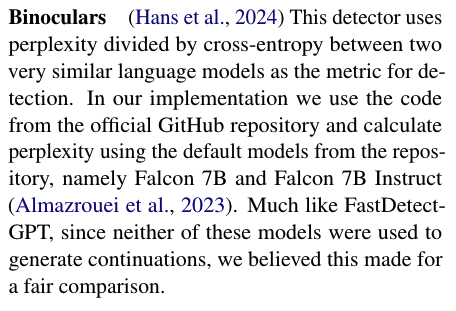 Binoculars (Hans et al., 2024) This detector uses
perplexity divided by cross-entropy between two
very similar language models as the metric for de-
tection. In our implementation we use the code
from the official GitHub repository and calculate
perplexity using the default models from the repos-
itory, namely Falcon 7B and Falcon 7B Instruct
(Almazrouei et al., 2023). Much like FastDetect-
GPT, since neither of these models were used to
generate continuations, we believed this made for
a fair comparison.